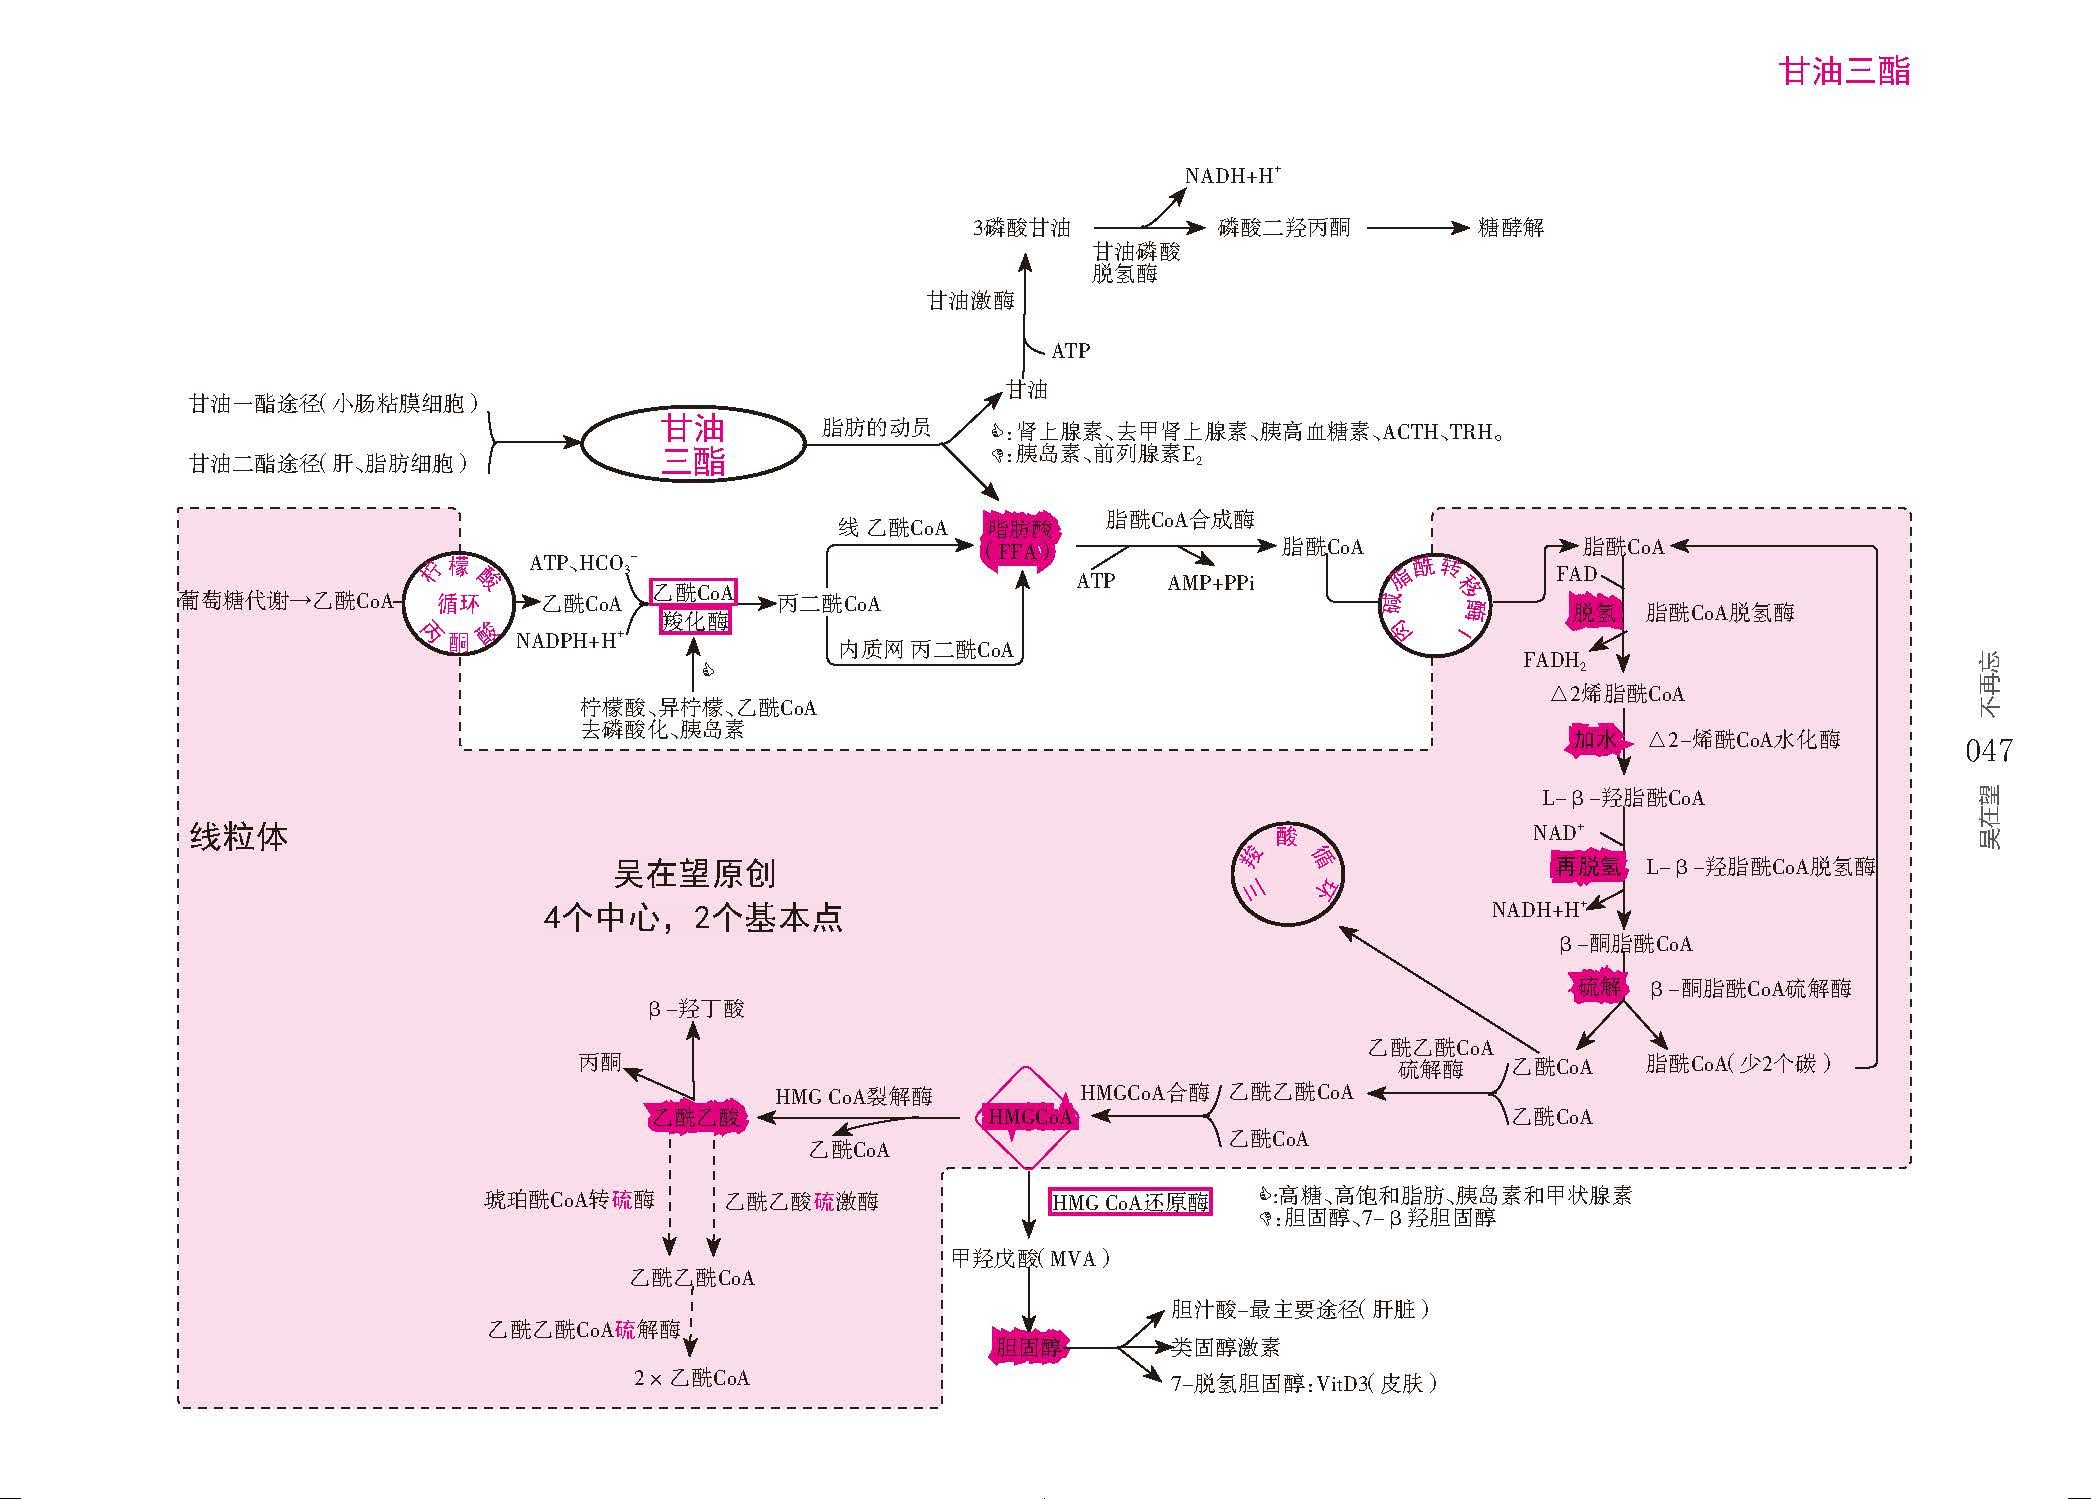 甘油三酯
NADH+H⁺
3磷酸甘油
磷酸二羟丙酮
糖酵解
甘油磷酸
脱氢酶
甘油激酶
ATP
甘油
甘油一酯途径(小肠粘膜细胞)
甘油二酯途径(肝、脂肪细胞)
甘油
三酯
脂肪的动员
:肾上腺素、去甲肾上腺素、胰高血糖素、ACTH、TRH。
:胰岛素、前列腺素E₂
葡萄糖代谢→乙酰CoA
柠檬酸
循环
丙酮酸
ATP、HCO₃⁻
乙酰CoA
NADPH+H⁺
乙酰CoA
羧化酶
柠檬酸、异柠檬、乙酰CoA
去磷酸化、胰岛素
丙二酰CoA
线 乙酰CoA
内质网 丙二酰CoA
脂肪酸
(FFA)
脂酰CoA合成酶
ATP
AMP+PPi
脂酰CoA
肉碱脂酰转移酶I
脂酰CoA
FAD
脱氢
脂酰CoA脱氢酶
FADH₂
△2烯脂酰CoA
加水
△2-烯酰CoA水化酶
L-β-羟脂酰CoA
NAD⁺
再脱氢
L-β-羟脂酰CoA脱氢酶
NADH+H⁺
β-酮脂酰CoA
硫解
β-酮脂酰CoA硫解酶
乙酰CoA
脂酰CoA(少2个碳)
乙酰CoA
乙酰乙酰CoA
硫解酶
三羧酸循环
乙酰乙酰CoA
乙酰CoA
HMGCoA合酶
HMGCoA
HMG CoA裂解酶
乙酰CoA
线粒体
吴在望原创
4个中心，2个基本点
β-羟丁酸
丙酮
乙酰乙酸
琥珀酰CoA转硫酶
乙酰乙酸硫激酶
乙酰乙酰CoA
乙酰乙酰CoA硫解酶
2×乙酰CoA
HMG CoA还原酶
:高糖、高饱和脂肪、胰岛素和甲状腺素
:胆固醇、7-β羟胆固醇
甲羟戊酸(MVA)
胆固醇
胆汁酸-最主要途径(肝脏)
类固醇激素
7-脱氢胆固醇:VitD3(皮肤)
不再忘
047
吴在望